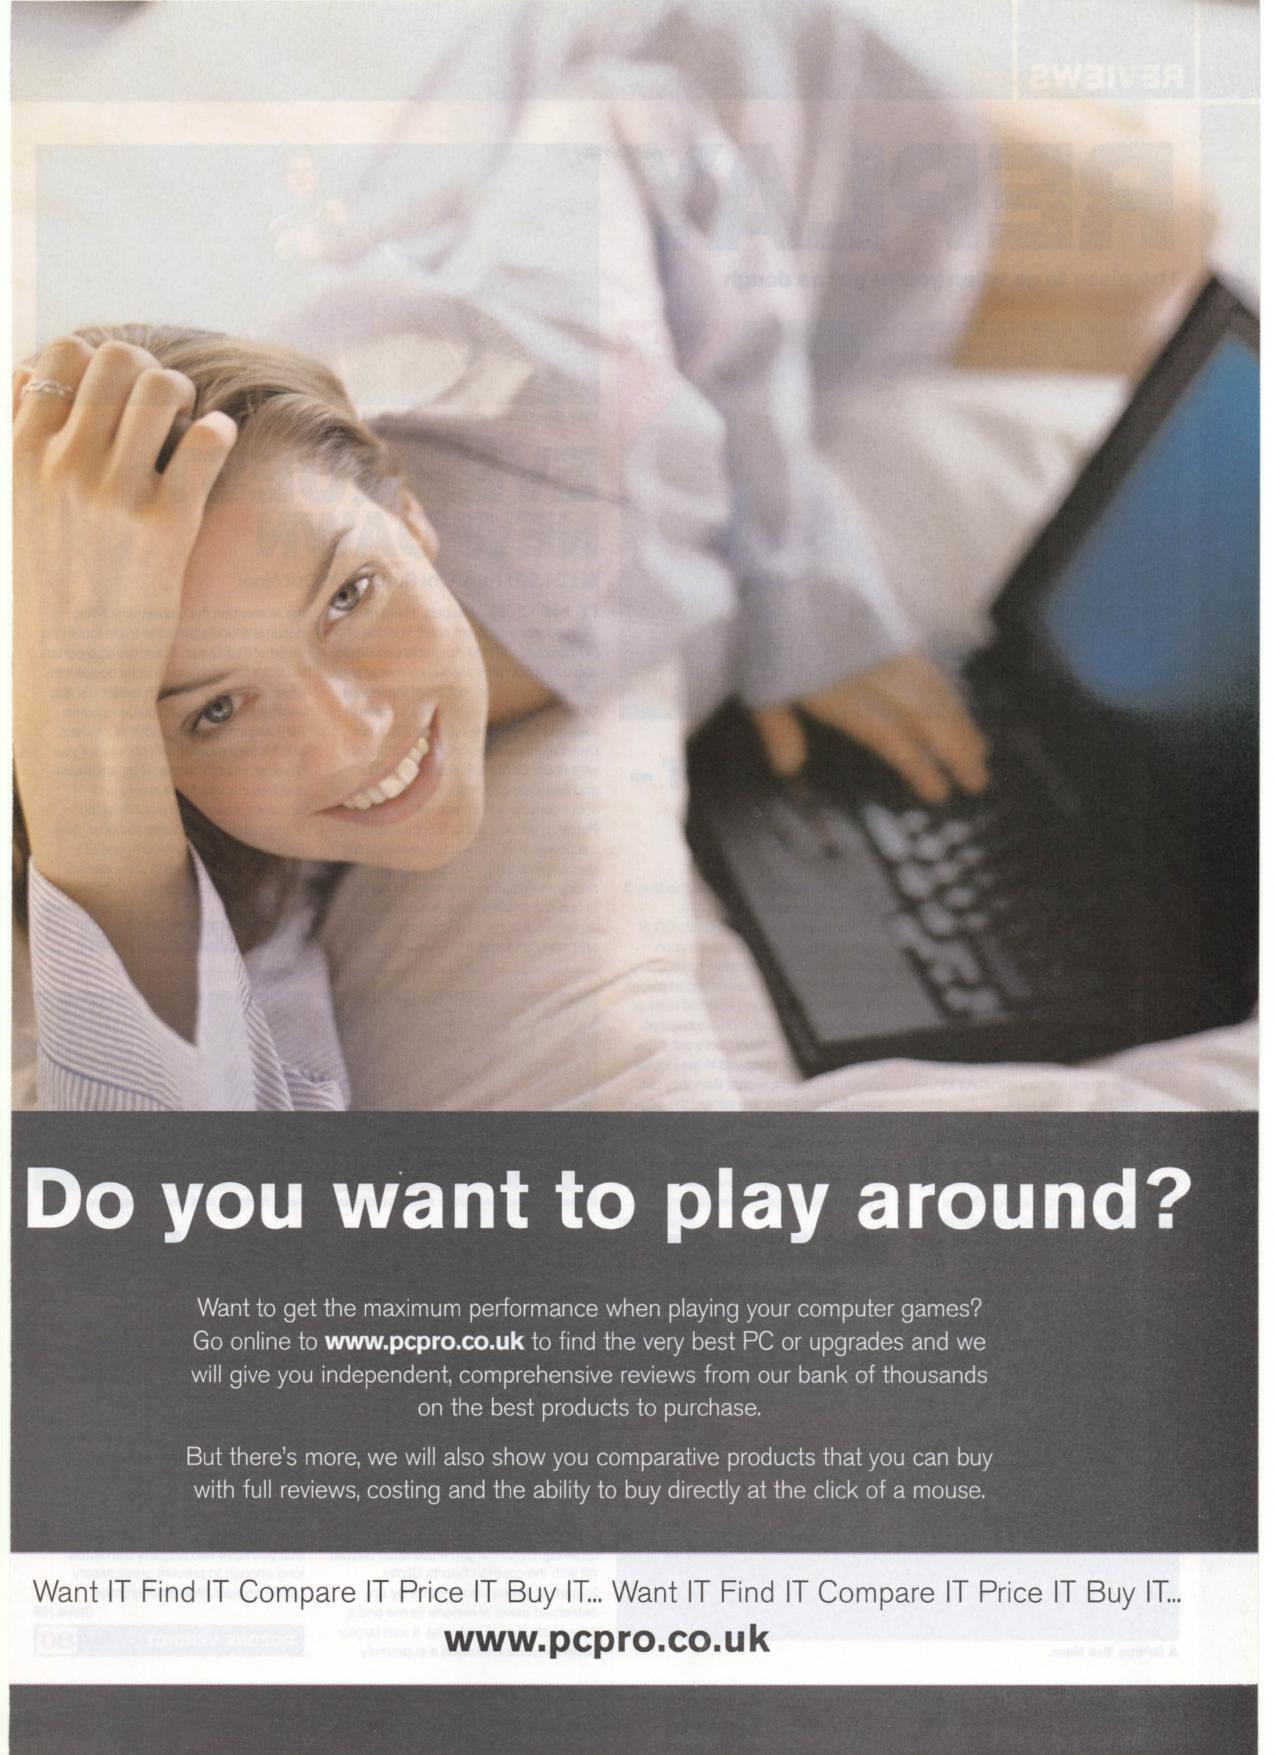 Do you want to play around?
Want to get the maximum performance when playing your computer games?
Go online to www.pcpro.co.uk to find the very best PC or upgrades and we
will give you independent, comprehensive reviews from our bank of thousands
on the best products to purchase.
But there's more, we will also show you comparative products that you can buy
with full reviews, costing and the ability to buy directly at the click of a mouse.
Want IT Find IT Compare IT Price IT Buy IT... Want IT Find IT Compare IT Price IT Buy IT...
www.pcpro.co.uk